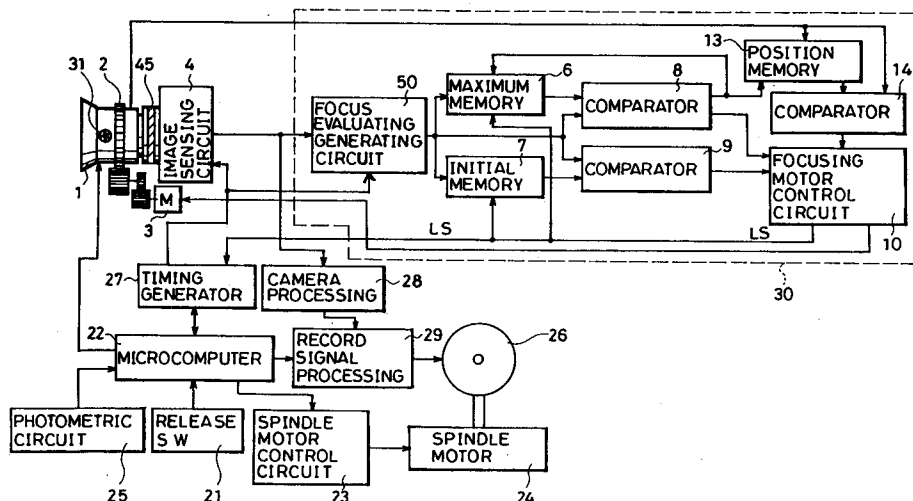 31
2
45
4
IMAGE
SENSING
CIRCUIT
1
M
3
50
FOCUS
EVALUATING
GENERATING
CIRCUIT
MAXIMUM
MEMORY
6
INITIAL
MEMORY
7
8
COMPARATOR
COMPARATOR
9
13
POSITION
MEMORY
14
COMPARATOR
FOCUSING
MOTOR
CONTROL
CIRCUIT
10
LS
LS
30
27
TIMING
GENERATOR
CAMERA
PROCESSING
28
22
MICROCOMPUTER
RECORD
SIGNAL
PROCESSING
29
26
PHOTOMETRIC
CIRCUIT
25
RELEASE
SW
21
SPINDLE
MOTOR
CONTROL
CIRCUIT
23
SPINDLE
MOTOR
24